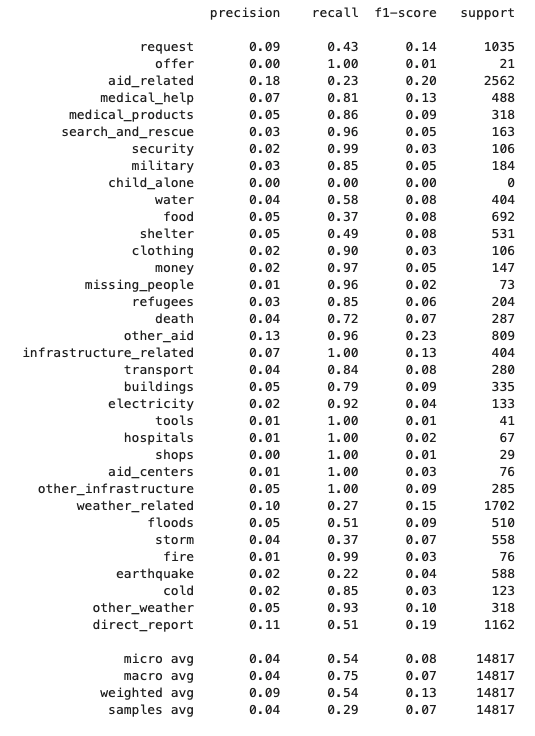 precision recall f1-score support
request 0.09 0.43 0.14 1035
offer 0.00 1.00 0.01 21
aid_related 0.18 0.23 0.20 2562
medical_help 0.07 0.81 0.13 488
medical_products 0.05 0.86 0.09 318
search_and_rescue 0.03 0.96 0.05 163
security 0.02 0.99 0.03 106
military 0.03 0.85 0.05 184
child_alone 0.00 0.00 0.00 0
water 0.04 0.58 0.08 404
food 0.05 0.37 0.08 692
shelter 0.05 0.49 0.08 531
clothing 0.02 0.90 0.03 106
money 0.02 0.97 0.05 147
missing_people 0.01 0.96 0.02 73
refugees 0.03 0.85 0.06 204
death 0.04 0.72 0.07 287
other_aid 0.13 0.96 0.23 809
infrastructure_related 0.07 1.00 0.13 404
transport 0.04 0.84 0.08 280
buildings 0.05 0.79 0.09 335
electricity 0.02 0.92 0.04 133
tools 0.01 1.00 0.01 41
hospitals 0.01 1.00 0.02 67
shops 0.00 1.00 0.01 29
aid_centers 0.01 1.00 0.03 76
other_infrastructure 0.05 1.00 0.09 285
weather_related 0.10 0.27 0.15 1702
floods 0.05 0.51 0.09 510
storm 0.04 0.37 0.07 558
fire 0.01 0.99 0.03 76
earthquake 0.02 0.22 0.04 588
cold 0.02 0.85 0.03 123
other_weather 0.05 0.93 0.10 318
direct_report 0.11 0.51 0.19 1162
micro avg 0.04 0.54 0.08 14817
macro avg 0.04 0.75 0.07 14817
weighted avg 0.09 0.54 0.13 14817
samples avg 0.04 0.29 0.07 14817